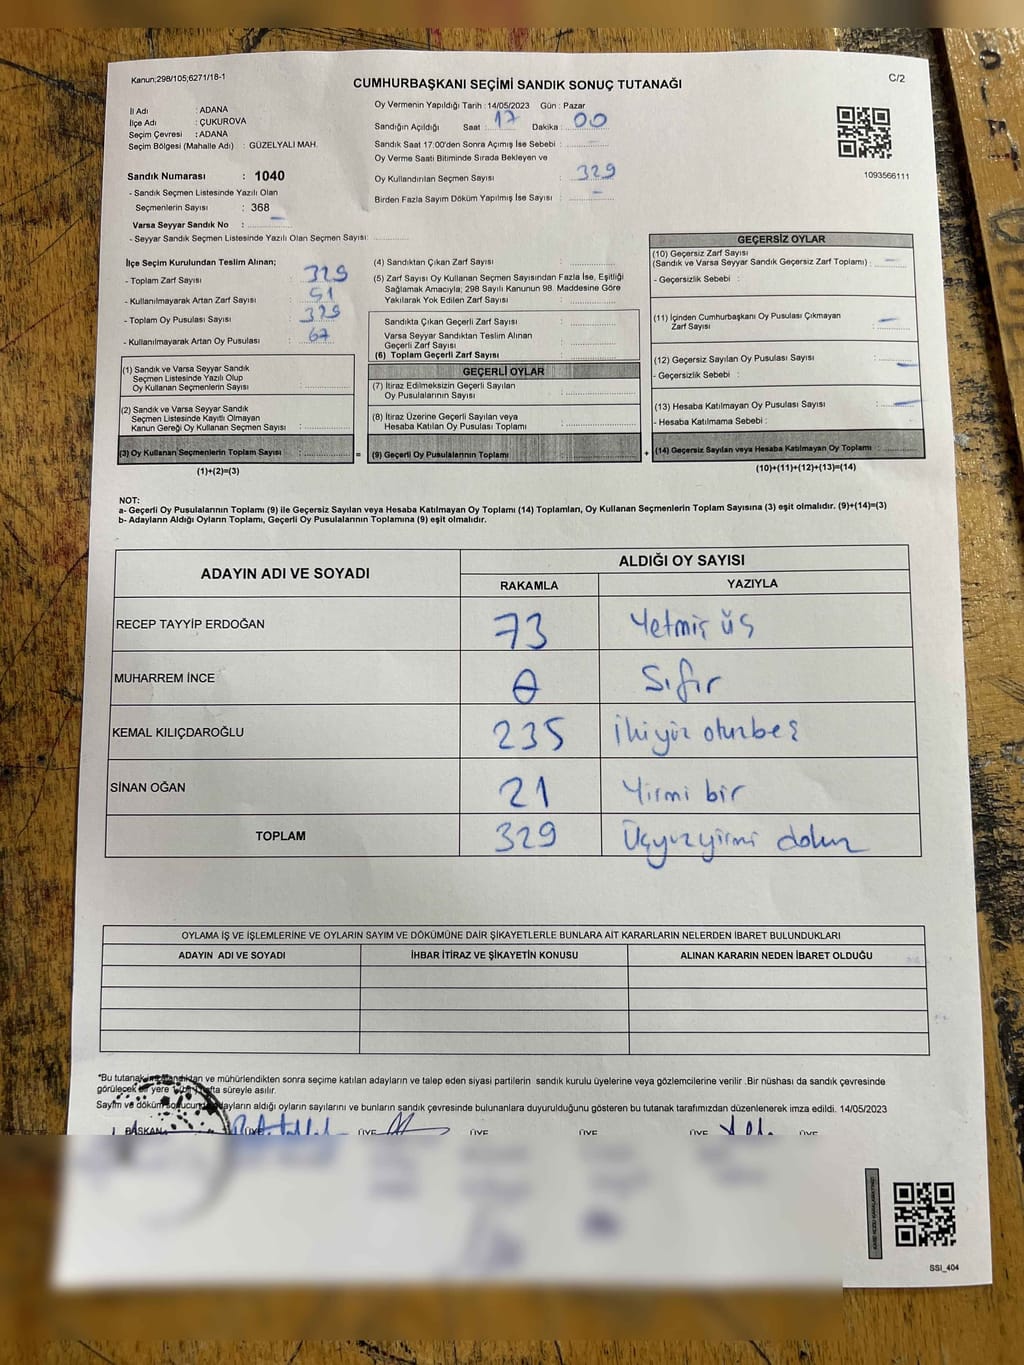 Kanun;298/105;6271/18-1
C/2
CUMHURBAŞKANI SEÇİMİ SANDIK SONUÇ TUTANAĞI
İl Adı : ADANA
İlçe Adı : ÇUKUROVA
Seçim Çevresi : ADANA
Seçim Bölgesi (Mahalle Adı) : GÜZELYALI MAH.
Sandık Numarası : 1040
- Sandık Seçmen Listesinde Yazılı Olan
Seçmenlerin Sayısı : 368
Varsa Seyyar Sandık No : -
- Seyyar Sandık Seçmen Listesinde Yazılı Olan Seçmen Sayısı:
Oy Vermenin Yapıldığı Tarih : 14/05/2023 Gün : Pazar
Sandığın Açıldığı Saat : 17 Dakika : 00
Sandık Saat 17:00'den Sonra Açımış İse Sebebi : -
Oy Verme Saati Bitiminde Sırada Bekleyen ve
Oy Kullandırılan Seçmen Sayısı : 329
Birden Fazla Sayım Döküm Yapılmış İse Sayısı : -
1093566111
İlçe Seçim Kurulundan Teslim Alınan;
- Toplam Zarf Sayısı : 329
- Kullanılmayarak Artan Zarf Sayısı : 51
- Toplam Oy Pusulası Sayısı : 329
- Kullanılmayarak Artan Oy Pusulası : 67
(1) Sandık ve Varsa Seyyar Sandık
Seçmen Listesinde Yazılı Olup
Oy Kullanan Seçmenlerin Sayısı :
(2) Sandık ve Varsa Seyyar Sandık
Seçmen Listesinde Kayıtlı Olmayan
Kanun Gereği Oy Kullanan Seçmen Sayısı :
(3) Oy Kullanan Seçmenlerin Toplam Sayısı :
(1)+(2)=(3)
=
(4) Sandıktan Çıkan Zarf Sayısı :
(5) Zarf Sayısı Oy Kullanan Seçmen Sayısından Fazla İse, Eşitliği
Sağlamak Amacıyla; 298 Sayılı Kanunun 98. Maddesine Göre
Yakılarak Yok Edilen Zarf Sayısı :
Sandıkta Çıkan Geçerli Zarf Sayısı :
Varsa Seyyar Sandıktan Teslim Alınan
Geçerli Zarf Sayısı :
(6) Toplam Geçerli Zarf Sayısı :
GEÇERLİ OYLAR
(7) İtiraz Edilmeksizin Geçerli Sayılan
Oy Pusulalarının Sayısı :
(8) İtiraz Üzerine Geçerli Sayılan veya
Hesaba Katılan Oy Pusulası Toplamı :
(9) Geçerli Oy Pusulalarının Toplamı :
+
GEÇERSİZ OYLAR
(10) Geçersiz Zarf Sayısı
(Sandık ve Varsa Seyyar Sandık Geçersiz Zarf Toplamı) : -
- Geçersizlik Sebebi :
(11) İçinden Cumhurbaşkanı Oy Pusulası Çıkmayan
Zarf Sayısı : -
(12) Geçersiz Sayılan Oy Pusulası Sayısı : -
- Geçersizlik Sebebi :
(13) Hesaba Katılmayan Oy Pusulası Sayısı : -
- Hesaba Katılmama Sebebi :
(14) Geçersiz Sayılan veya Hesaba Katılmayan Oy Toplamı :
(10)+(11)+(12)+(13)=(14)
NOT:
a- Geçerli Oy Pusulalarının Toplamı (9) ile Geçersiz Sayılan veya Hesaba Katılmayan Oy Toplamı (14) Toplamları, Oy Kullanan Seçmenlerin Toplam Sayısına (3) eşit olmalıdır. (9)+(14)=(3)
b- Adayların Aldığı Oyların Toplamı, Geçerli Oy Pusulalarının Toplamına (9) eşit olmalıdır.
ADAYIN ADI VE SOYADI
ALDIĞI OY SAYISI
RAKAMLA YAZIYLA
RECEP TAYYİP ERDOĞAN 73 Yetmiş üç
MUHARREM İNCE 0 Sıfır
KEMAL KILIÇDAROĞLU 235 İkiyüz otuzbeş
SİNAN OĞAN 21 Yirmi bir
TOPLAM 329 Üçyüzyirmi dokuz
OYLAMA İŞ VE İŞLEMLERİNE VE OYLARIN SAYIM VE DÖKÜMÜNE DAİR ŞİKAYETLERLE BUNLARA AİT KARARLARIN NELERDEN İBARET BULUNDUKLARI
ADAYIN ADI VE SOYADI İHBAR İTİRAZ VE ŞİKAYETİN KONUSU ALINAN KARARIN NEDEN İBARET OLDUĞU
*Bu tutanak ve mühürlendikten sonra seçime katılan adayların ve talep eden siyasi partilerin sandık kurulu üyelerine veya gözlemcilerine verilir .Bir nüshası da sandık çevresinde
görülecek bir yere süreyle asılır.
Sayım ve döküm sonucunda adayların aldığı oyların sayılarını ve bunların sandık çevresinde bulunanlara duyurulduğunu gösteren bu tutanak tarafımızdan düzenlenerek imza edildi. 14/05/2023
BAŞKAN ÜYE ÜYE ÜYE ÜYE ÜYE ÜYE
SSI_404